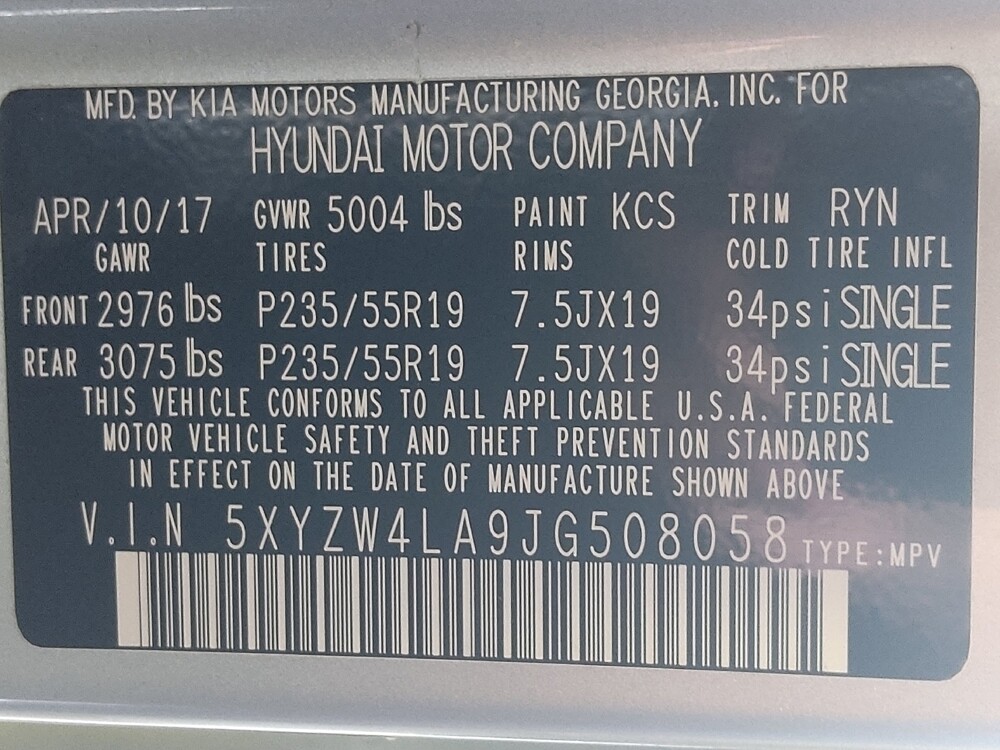 MFD. BY KIA MOTORS MANUFACTURING GEORGIA, INC. FOR
HYUNDAI MOTOR COMPANY
APR/10/17 GVWR 5004 lbs PAINT KCS TRIM RYN
GAWR TIRES RIMS COLD TIRE INFL
FRONT 2976 lbs P235/55R19 7.5JX19 34psi SINGLE
REAR 3075 lbs P235/55R19 7.5JX19 34psi SINGLE
THIS VEHICLE CONFORMS TO ALL APPLICABLE U.S.A. FEDERAL
MOTOR VEHICLE SAFETY AND THEFT PREVENTION STANDARDS
IN EFFECT ON THE DATE OF MANUFACTURE SHOWN ABOVE
V.I.N 5XYZW4LA9JG508058 TYPE:MPV